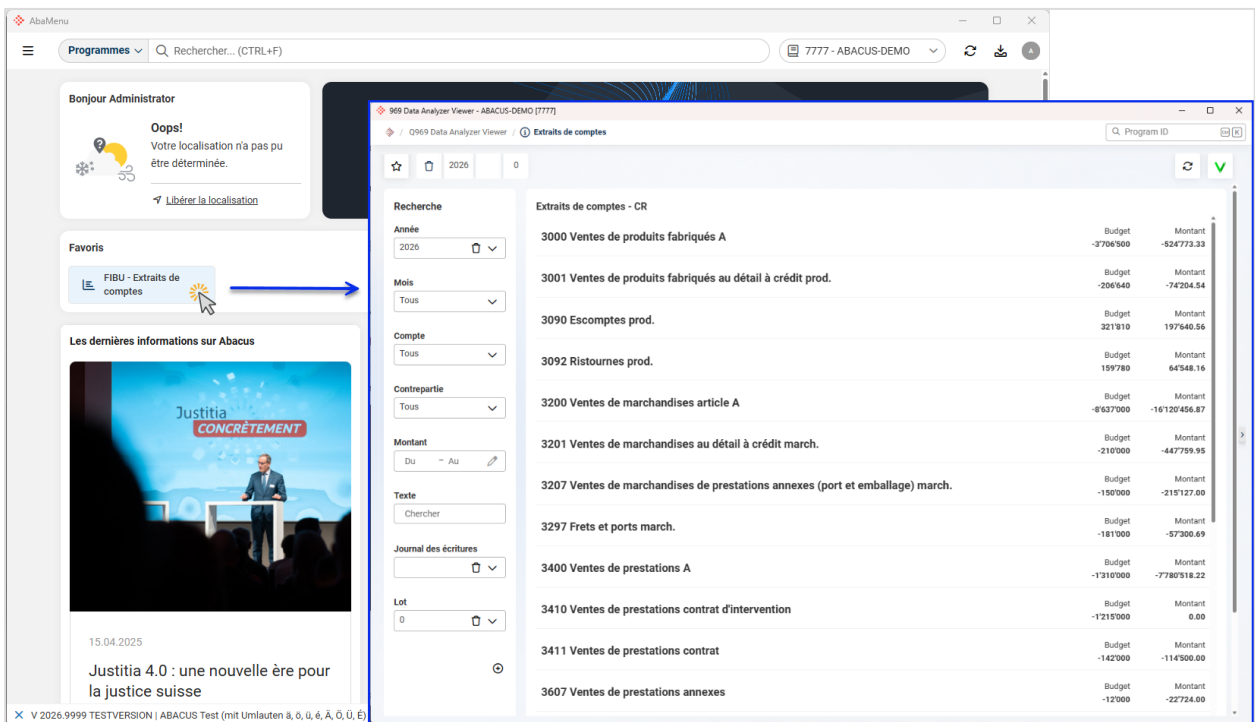 AbaMenu
Programmes
Rechercher... (CTRL+F)
7777 - ABACUS-DEMO
A
Bonjour Administrator
Oops!
Votre localisation n'a pas pu
être déterminée.
Libérer la localisation
Favoris
FIBU - Extraits de
comptes
Les dernières informations sur Abacus
Justitia
CONCRÈTEMENT
15.04.2025
Justitia 4.0 : une nouvelle ère pour
la justice suisse
V 2026.9999 TESTVERSION | ABACUS Test (mit Umlauten ä, ö, ü, é, Ä, Ö, Ü, É)
969 Data Analyzer Viewer - ABACUS-DEMO [7777]
/ Q969 Data Analyzer Viewer / Extraits de comptes
Program ID
K
2026 0
Recherche
Année
2026
Mois
Tous
Compte
Tous
Contrepartie
Tous
Montant
Du – Au
Texte
Chercher
Journal des écritures
Lot
0
Extraits de comptes - CR
3000 Ventes de produits fabriqués A
Budget Montant
-3'706'500 -524'773.33
3001 Ventes de produits fabriqués au détail à crédit prod.
Budget Montant
-206'640 -74'204.54
3090 Escomptes prod.
Budget Montant
321'810 197'640.56
3092 Ristournes prod.
Budget Montant
159'780 64'548.16
3200 Ventes de marchandises article A
Budget Montant
-8'637'000 -16'120'456.87
3201 Ventes de marchandises au détail à crédit march.
Budget Montant
-210'000 -447'759.95
3207 Ventes de marchandises de prestations annexes (port et emballage) march.
Budget Montant
-150'000 -215'127.00
3297 Frets et ports march.
Budget Montant
-181'000 -57'300.69
3400 Ventes de prestations A
Budget Montant
-1'310'000 -7'780'518.22
3410 Ventes de prestations contrat d'intervention
Budget Montant
-1'215'000 0.00
3411 Ventes de prestations contrat
Budget Montant
-142'000 -114'500.00
3607 Ventes de prestations annexes
Budget Montant
-12'000 -22'724.00